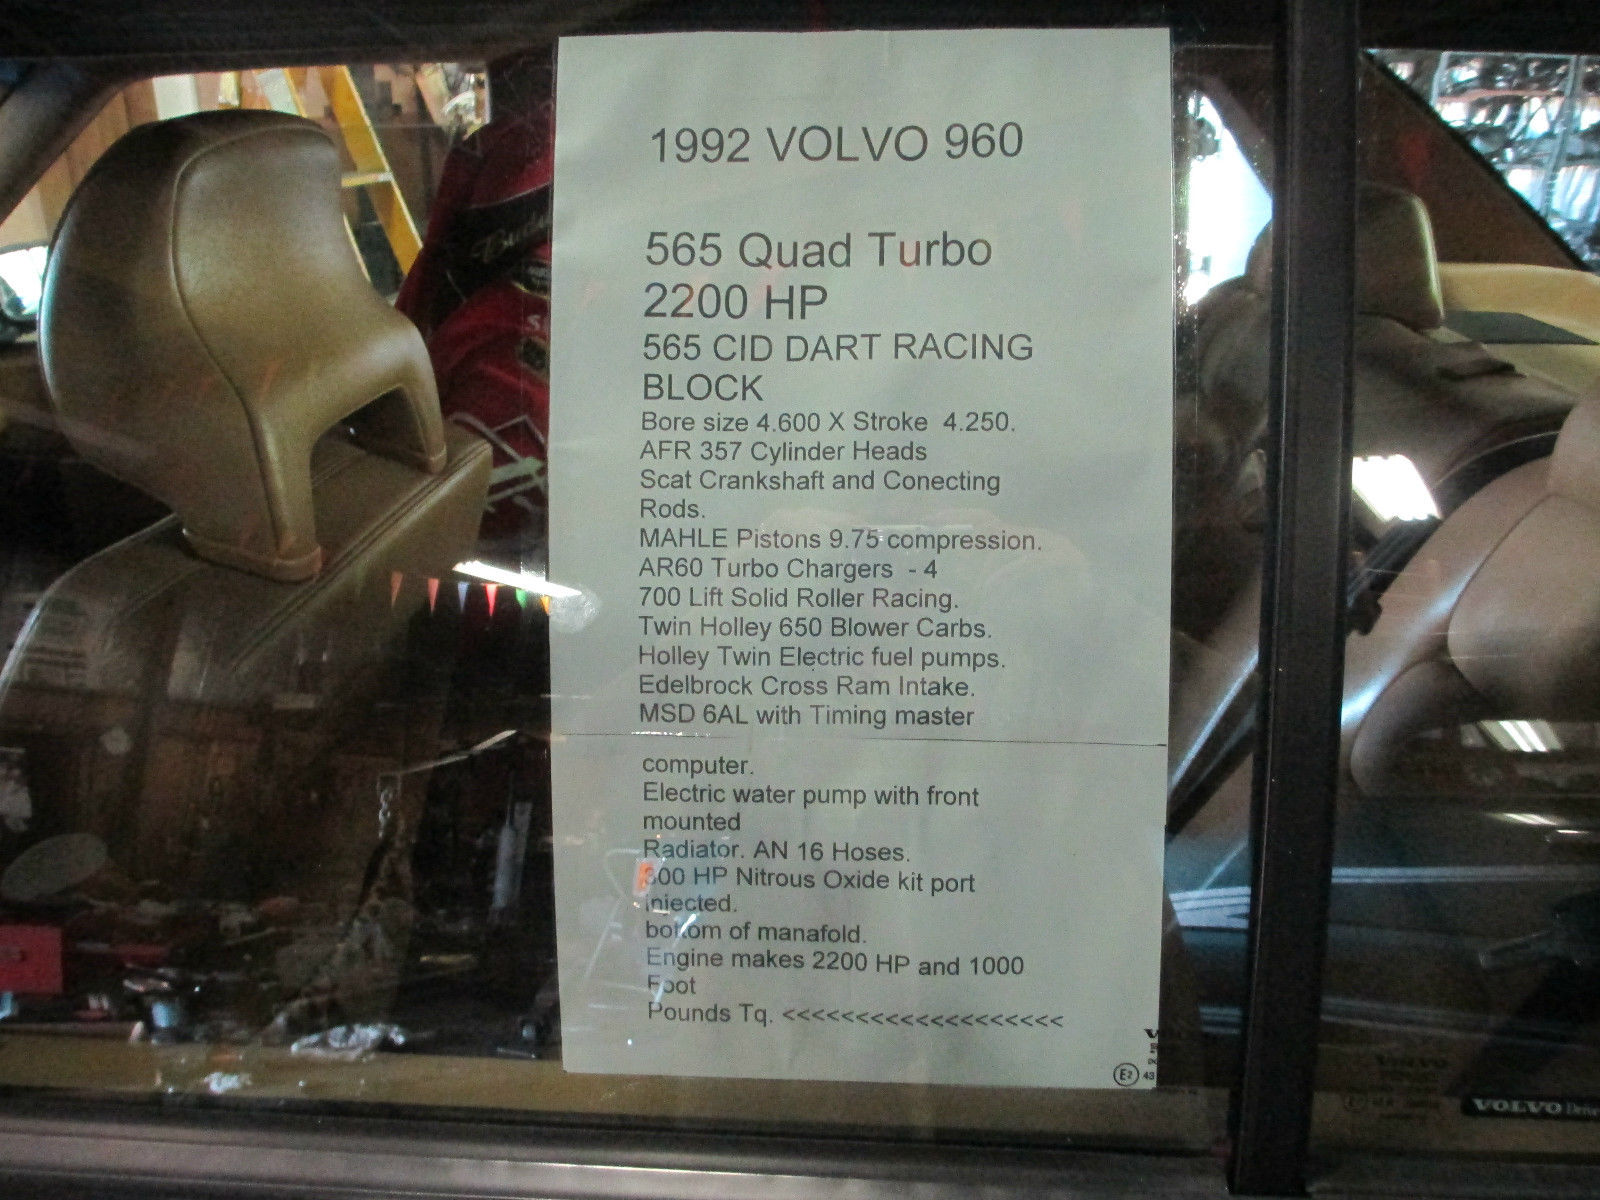 1992 VOLVO 960
565 Quad Turbo
2200 HP
565 CID DART RACING
BLOCK
Bore size 4.600 X Stroke 4.250.
AFR 357 Cylinder Heads
Scat Crankshaft and Conecting
Rods.
MAHLE Pistons 9.75 compression.
AR60 Turbo Chargers - 4
700 Lift Solid Roller Racing.
Twin Holley 650 Blower Carbs.
Holley Twin Electric fuel pumps.
Edelbrock Cross Ram Intake.
MSD 6AL with Timing master
computer.
Electric water pump with front
mounted
Radiator. AN 16 Hoses.
300 HP Nitrous Oxide kit port
injected.
bottom of manafold.
Engine makes 2200 HP and 1000
Foot
Pounds Tq. <<<<<<<<<<<<<<<<<<<<
E2 43
VOLVO
VOLVO